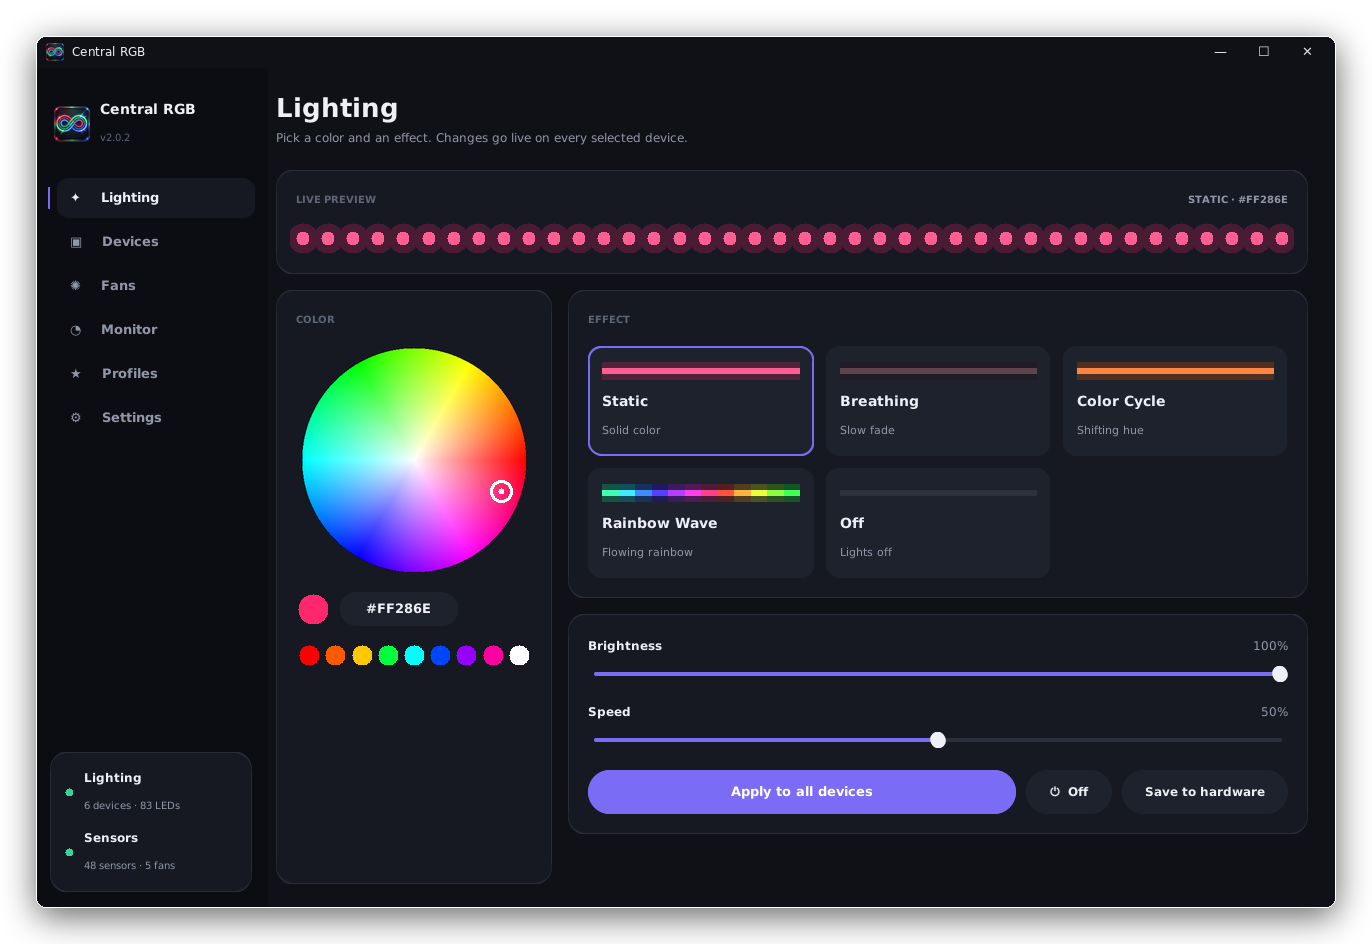 Central RGB
Central RGB
v2.0.2
Lighting
Devices
Fans
Monitor
Profiles
Settings
Lighting
6 devices · 83 LEDs
Sensors
48 sensors · 5 fans
Lighting
Pick a color and an effect. Changes go live on every selected device.
LIVE PREVIEW
STATIC · #FF286E
COLOR
#FF286E
EFFECT
Static
Solid color
Breathing
Slow fade
Color Cycle
Shifting hue
Rainbow Wave
Flowing rainbow
Off
Lights off
Brightness
100%
Speed
50%
Apply to all devices
Off
Save to hardware